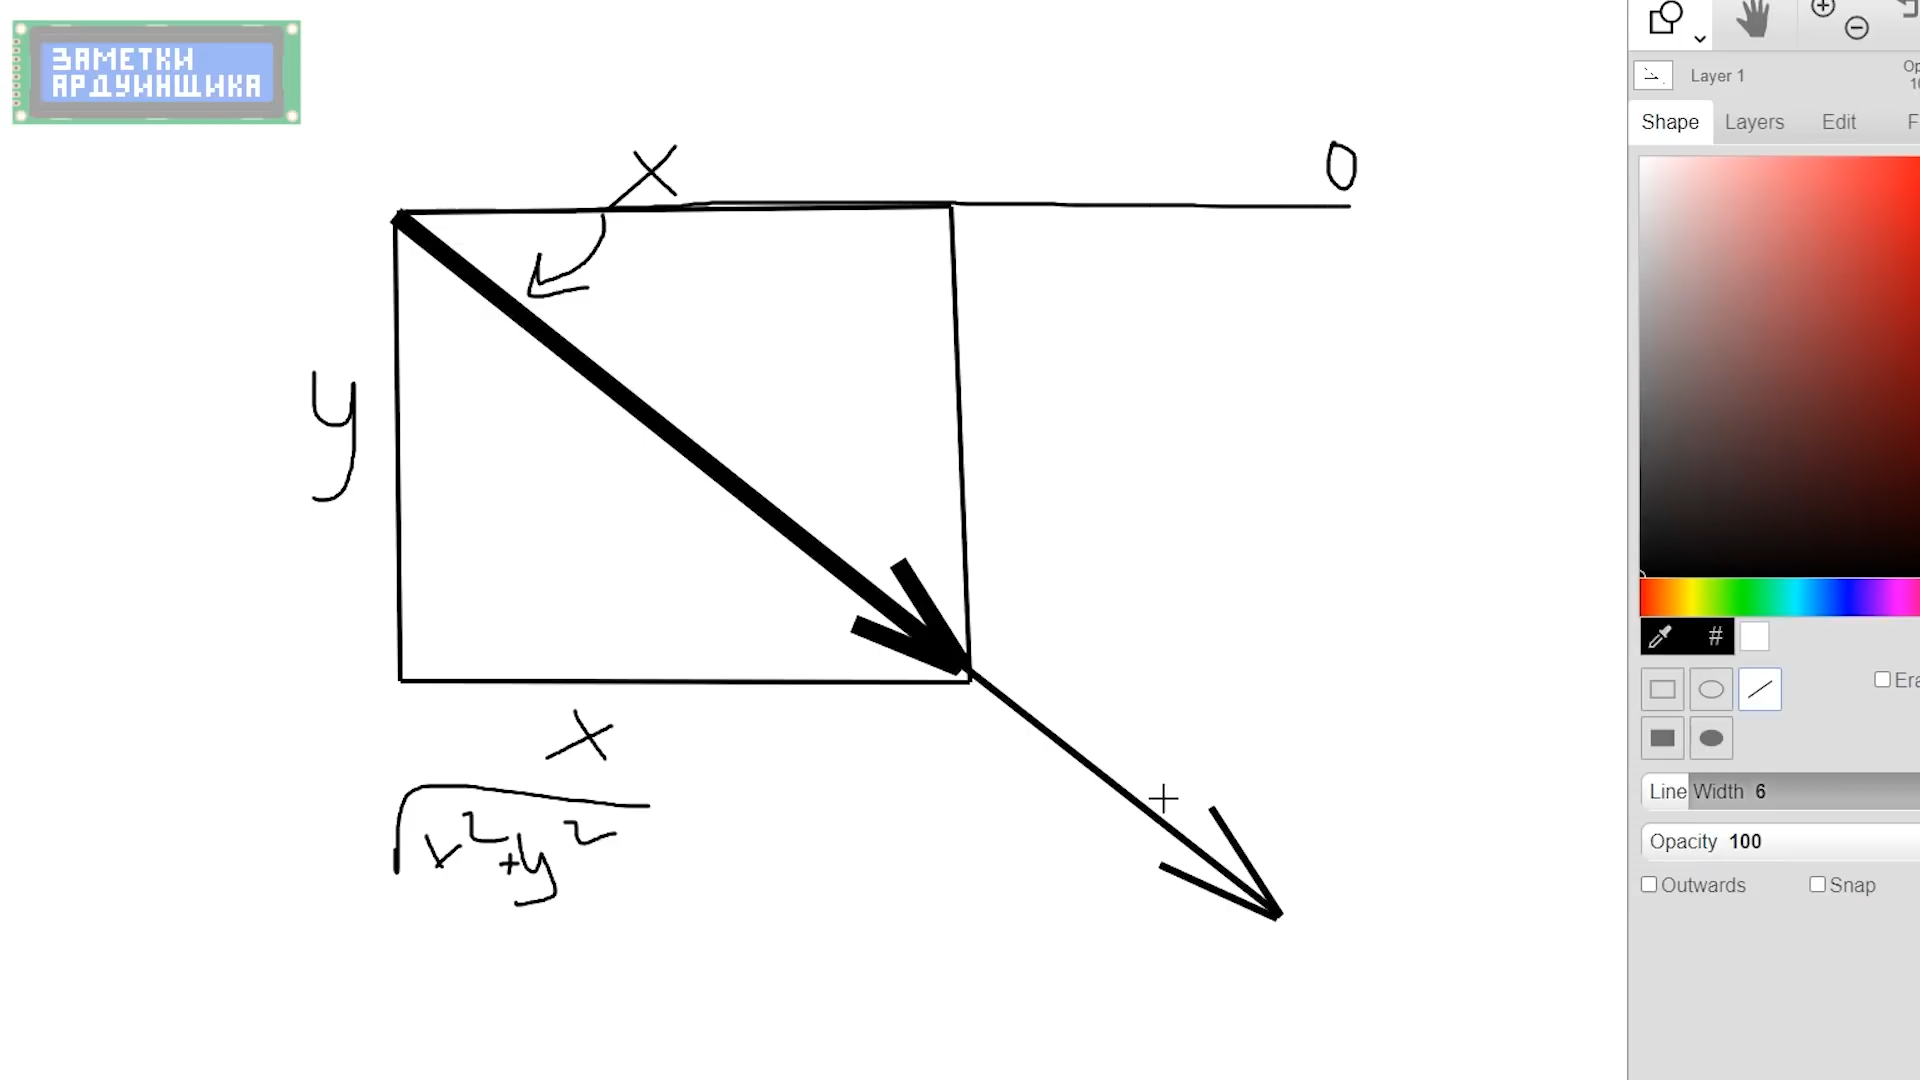 ЗАМЕТКИ
АРДУИНЩИКА
X
0
y
x
√x²+y²
Layer 1
Shape Layers Edit
#
Line Width 6
Opacity 100
Outwards Snap